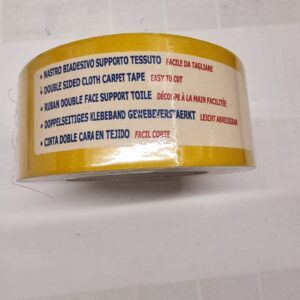 • NASTRO BIADESIVO SUPPORTO TESSUTO FACILE DA TAGLIARE
• DOUBLE SIDED CLOTH CARPET TAPE EASY TO CUT
• RUBAN DOUBLE FACE SUPPORT TOILE DÉCOUPE À LA MAIN FACILITÉE
• DOPPELSEITIGES KLEBEBAND GEWEBEVERSTAERKT LEICHT ABREISSBAR
• CINTA DOBLE CARA EN TEJIDO FACIL CORTE